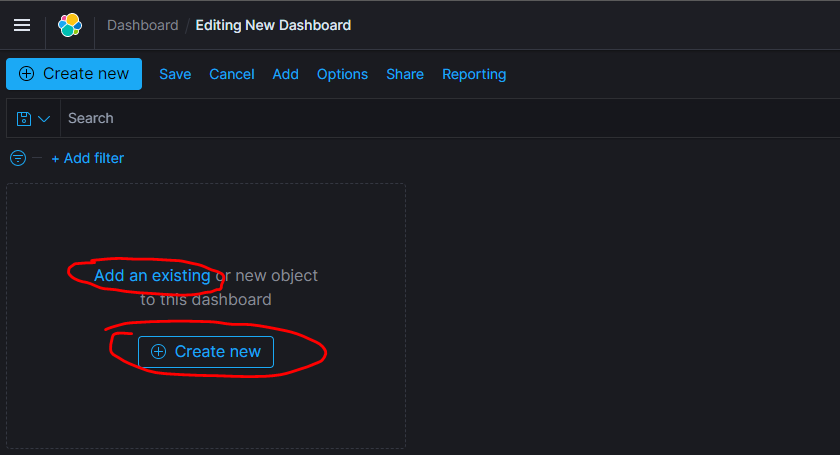 Dashboard / Editing New Dashboard
Create new Save Cancel Add Options Share Reporting
Search
+ Add filter
Add an existing or new object
to this dashboard
Create new